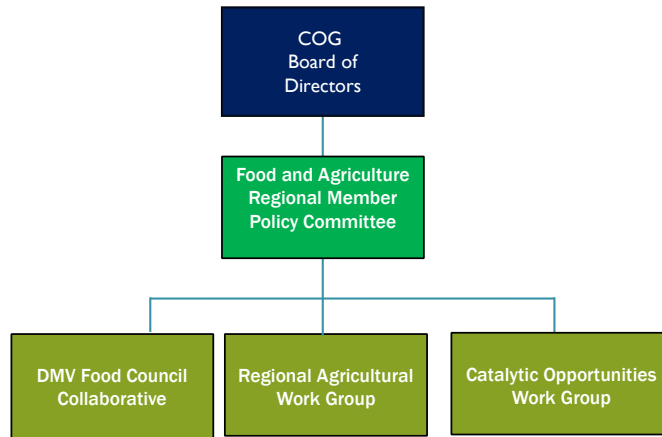 COG
Board of
Directors
Food and Agriculture
Regional Member
Policy Committee
DMV Food Council
Collaborative
Regional Agricultural
Work Group
Catalytic Opportunities
Work Group